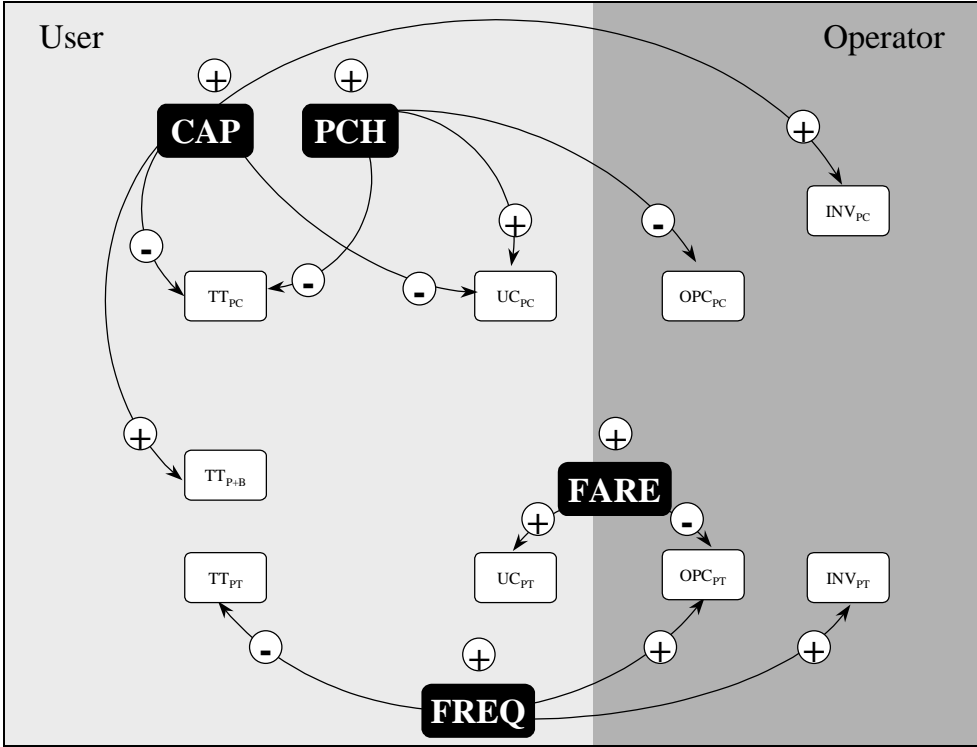 User
Operator
+
+
CAP
PCH
+
INV_PC
-
+
-
TT_PC
-
-
UC_PC
OPC_PC
+
+
TT_P+B
FARE
+
-
TT_PT
UC_PT
OPC_PT
INV_PT
-
+
+
+
FREQ